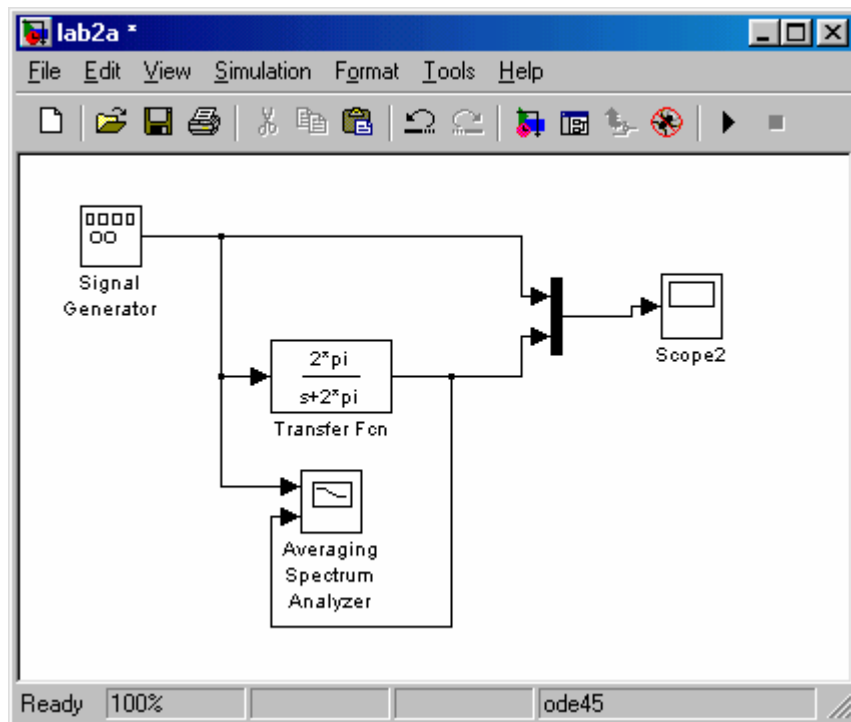 lab2a *
File Edit View Simulation Format Tools Help
Signal
Generator
2*pi
s+2*pi
Transfer Fcn
Averaging
Spectrum
Analyzer
Scope2
Ready 100% ode45